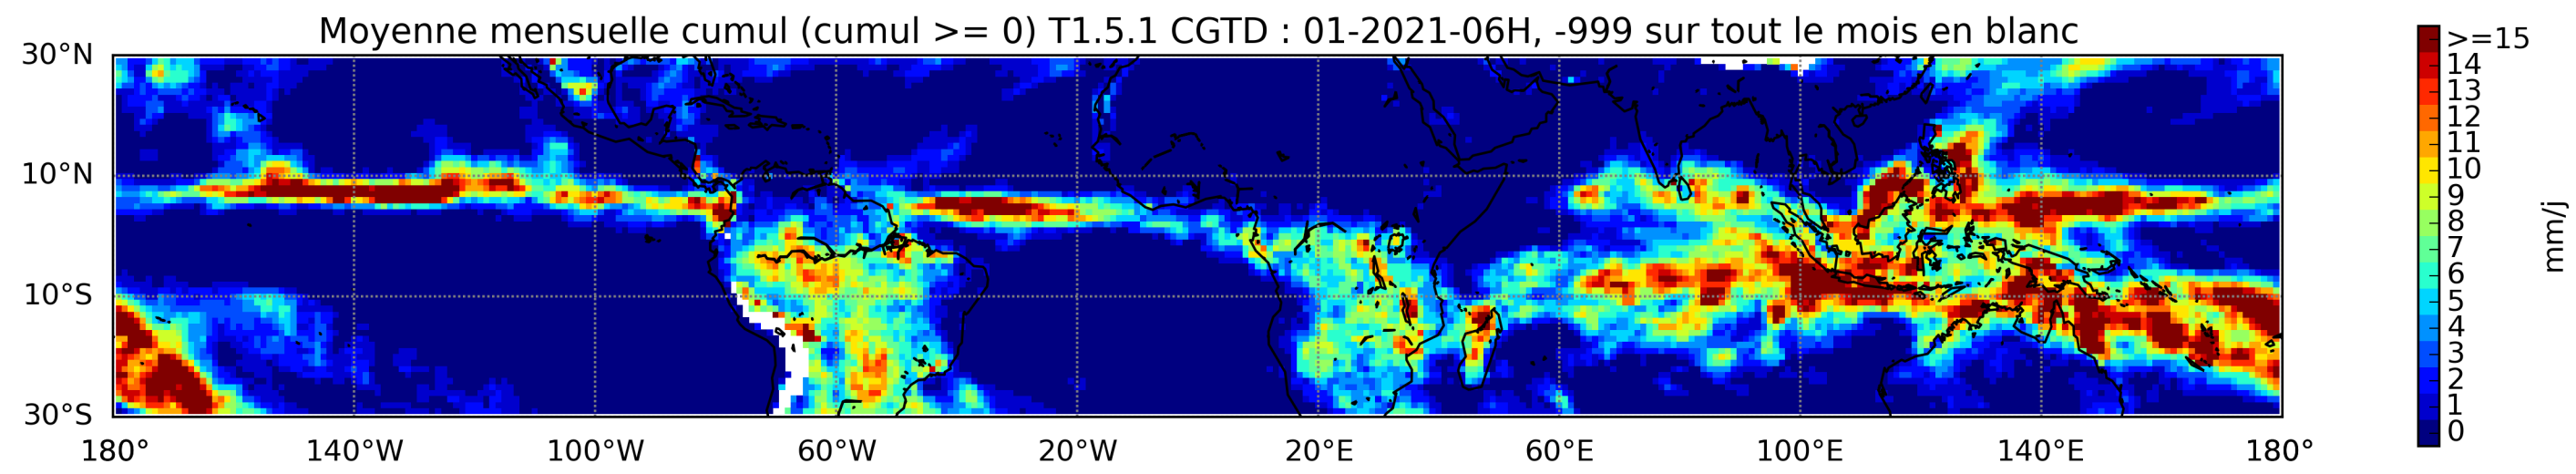 Moyenne mensuelle cumul (cumul >= 0) T1.5.1 CGTD : 01-2021-06H, -999 sur tout le mois en blanc
30°N
10°N
10°S
30°S
180°
140°W
100°W
60°W
20°W
20°E
60°E
100°E
140°E
180°
>=15
14
13
12
11
10
9
8
7
6
5
4
3
2
1
0
mm/j